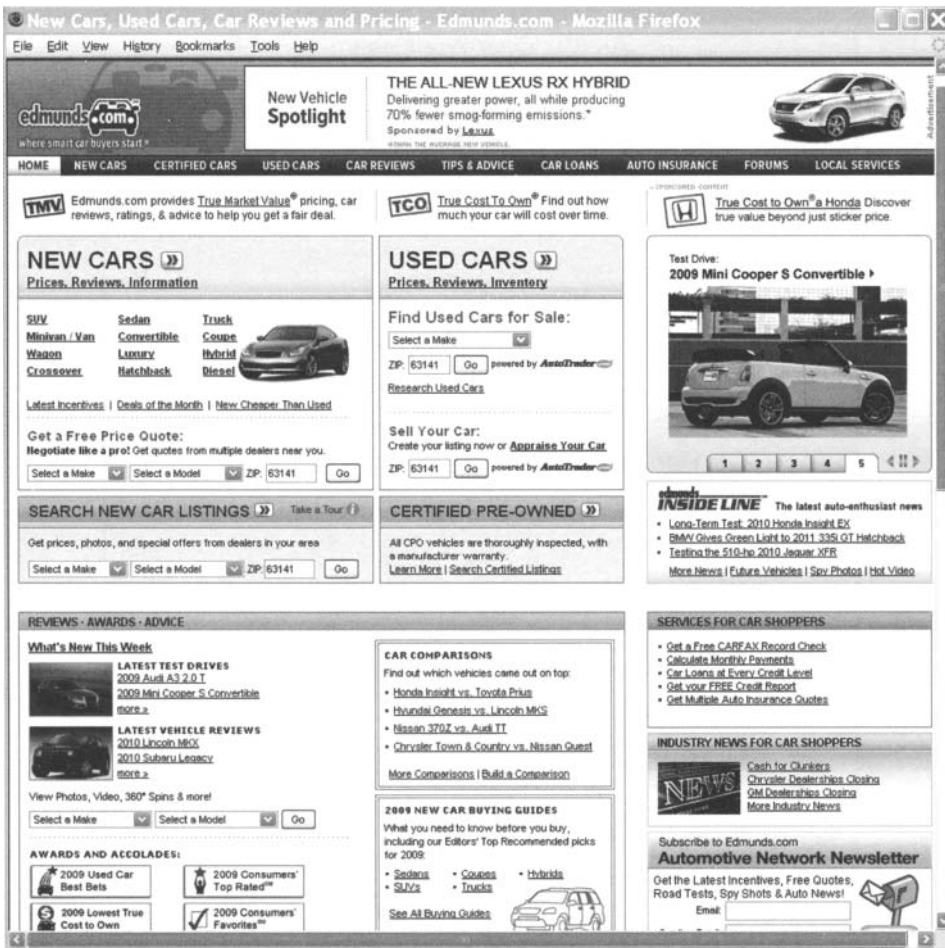 New Cars, Used Cars, Car Reviews and Pricing - Edmunds.com - Mozilla Firefox
File Edit View History Bookmarks Tools Help
edmunds.com
where smart car buyers start
New Vehicle
Spotlight
THE ALL-NEW LEXUS RX HYBRID
Delivering greater power, all while producing
70% fewer smog-forming emissions.*
Sponsored by Lexus
*THAN THE AVERAGE NEW VEHICLE.
Advertisement
HOME NEW CARS CERTIFIED CARS USED CARS CAR REVIEWS TIPS & ADVICE CAR LOANS AUTO INSURANCE FORUMS LOCAL SERVICES
TMV Edmunds.com provides True Market Value® pricing, car
reviews, ratings, & advice to help you get a fair deal.
TCO True Cost To Own® Find out how
much your car will cost over time.
SPONSORED CONTENT
True Cost to Own® a Honda Discover
true value beyond just sticker price.
NEW CARS
Prices, Reviews, Information
SUV Sedan Truck
Minivan / Van Convertible Coupe
Wagon Luxury Hybrid
Crossover Hatchback Diesel
Latest Incentives | Deals of the Month | New Cheaper Than Used
Get a Free Price Quote:
Negotiate like a pro! Get quotes from multiple dealers near you.
Select a Make Select a Model ZIP: 63141 Go
USED CARS
Prices, Reviews, Inventory
Find Used Cars for Sale:
Select a Make
ZIP: 63141 Go powered by AutoTrader
Research Used Cars
Sell Your Car:
Create your listing now or Appraise Your Car
ZIP: 63141 Go powered by AutoTrader
Test Drive:
2009 Mini Cooper S Convertible
1 2 3 4 5
SEARCH NEW CAR LISTINGS Take a Tour
Get prices, photos, and special offers from dealers in your area
Select a Make Select a Model ZIP: 63141 Go
CERTIFIED PRE-OWNED
All CPO vehicles are thoroughly inspected, with
a manufacturer warranty.
Learn More | Search Certified Listings
edmunds
INSIDE LINE The latest auto-enthusiast news
• Long-Term Test: 2010 Honda Insight EX
• BMW Gives Green Light to 2011 335i GT Hatchback
• Testing the 510-hp 2010 Jaguar XFR
More News | Future Vehicles | Spy Photos | Hot Video
REVIEWS · AWARDS · ADVICE
What's New This Week
LATEST TEST DRIVES
2009 Audi A3 2.0 T
2009 Mini Cooper S Convertible
more »
LATEST VEHICLE REVIEWS
2010 Lincoln MKX
2010 Subaru Legacy
more »
View Photos, Video, 360° Spins & more!
Select a Make Select a Model Go
AWARDS AND ACCOLADES:
2009 Used Car
Best Bets
2009 Consumers'
Top Rated℠
2009 Lowest True
Cost to Own
2009 Consumers'
Favorites℠
CAR COMPARISONS
Find out which vehicles came out on top:
• Honda Insight vs. Toyota Prius
• Hyundai Genesis vs. Lincoln MKS
• Nissan 370Z vs. Audi TT
• Chrysler Town & Country vs. Nissan Quest
More Comparisons | Build a Comparison
2009 NEW CAR BUYING GUIDES
What you need to know before you buy,
including our Editors' Top Recommended picks
for 2009:
• Sedans • Coupes • Hybrids
• SUVs • Trucks
See All Buying Guides
SERVICES FOR CAR SHOPPERS
• Get a Free CARFAX Record Check
• Calculate Monthly Payments
• Car Loans at Every Credit Level
• Get your FREE Credit Report
• Get Multiple Auto Insurance Quotes
INDUSTRY NEWS FOR CAR SHOPPERS
NEWS
Cash for Clunkers
Chrysler Dealerships Closing
GM Dealerships Closing
More Industry News
Subscribe to Edmunds.com
Automotive Network Newsletter
Get the Latest Incentives, Free Quotes,
Road Tests, Spy Shots & Auto News!
Email: